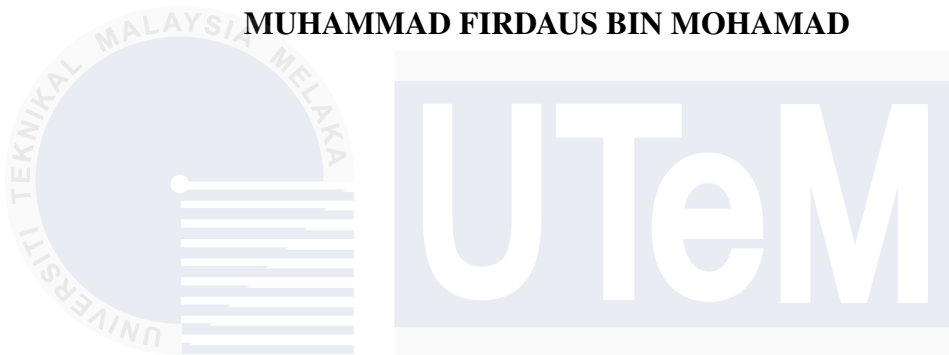 MUHAMMAD FIRDAUS BIN MOHAMAD
UNIVERSITI TEKNIKAL MALAYSIA MELAKA
UTeM